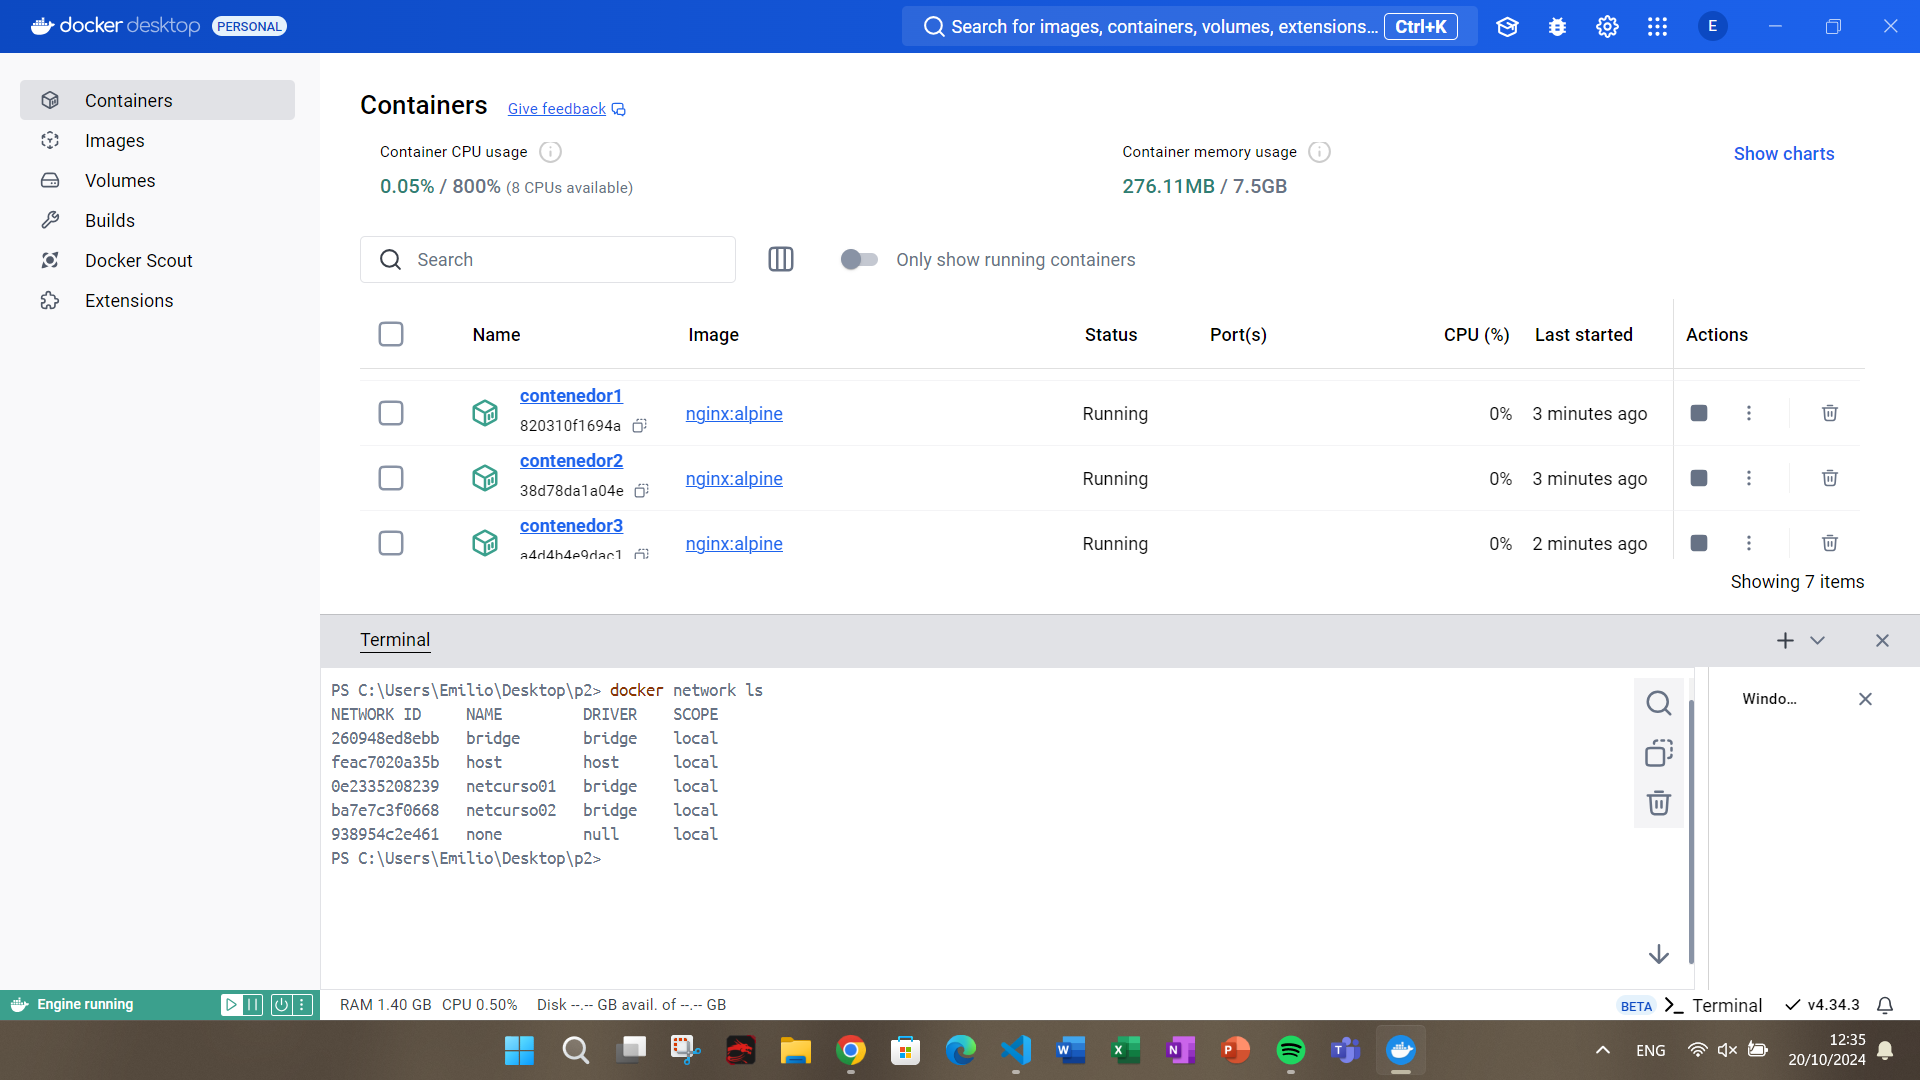 docker desktop PERSONAL
Search for images, containers, volumes, extensions... Ctrl+K
E
Containers
Images
Volumes
Builds
Docker Scout
Extensions
Containers Give feedback
Container CPU usage
0.05% / 800% (8 CPUs available)
Container memory usage
276.11MB / 7.5GB
Show charts
Search
Only show running containers
Name Image Status Port(s) CPU (%) Last started Actions
contenedor1
820310f1694a
nginx:alpine Running 0% 3 minutes ago
contenedor2
38d78da1a04e
nginx:alpine Running 0% 3 minutes ago
contenedor3
a4d4b4e9dac1
nginx:alpine Running 0% 2 minutes ago
Showing 7 items
Terminal
PS C:\Users\Emilio\Desktop\p2> docker network ls
NETWORK ID NAME DRIVER SCOPE
260948ed8ebb bridge bridge local
feac7020a35b host host local
0e2335208239 netcurso01 bridge local
ba7e7c3f0668 netcurso02 bridge local
938954c2e461 none null local
PS C:\Users\Emilio\Desktop\p2>
Windo...
Engine running
RAM 1.40 GB CPU 0.50% Disk --.-- GB avail. of --.-- GB
BETA Terminal v4.34.3
ENG
12:35
20/10/2024